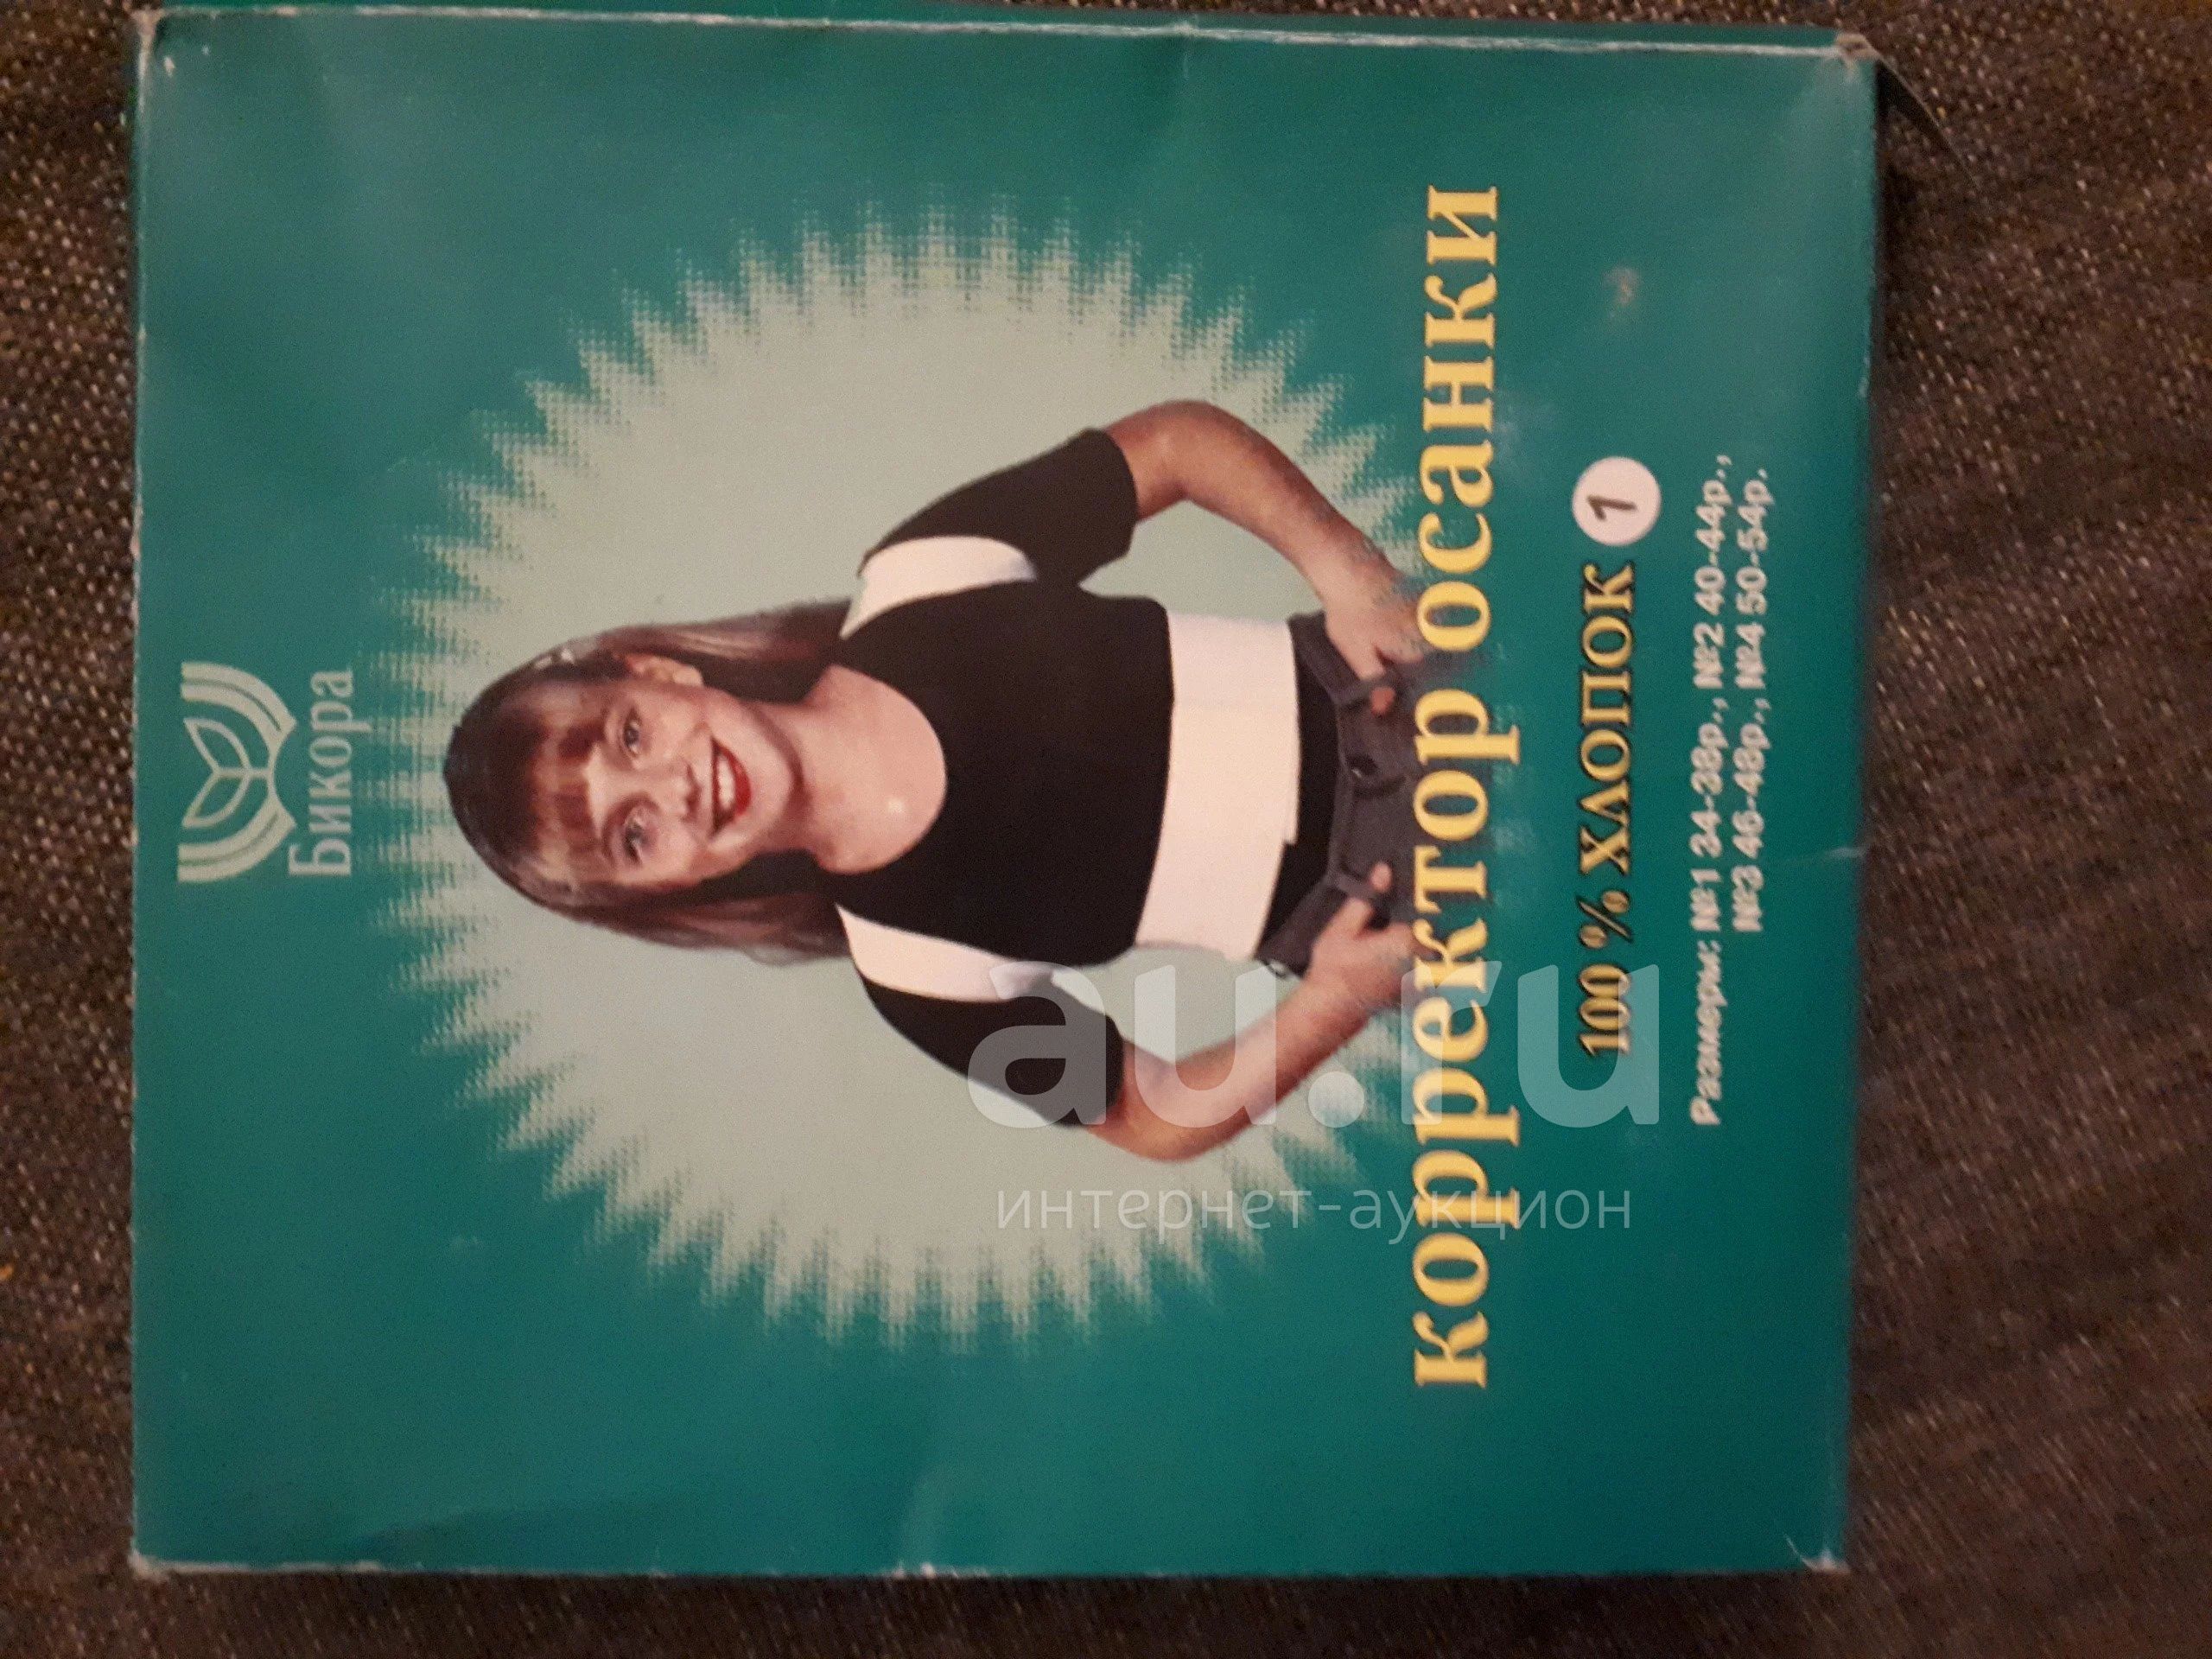 Бикора
корректор осанки
100 % ХЛОПОК 1
Размеры: №1 34-38р., №2 40-44р.,
№3 46-48р., №4 50-54р.
au.ru
интернет-аукцион